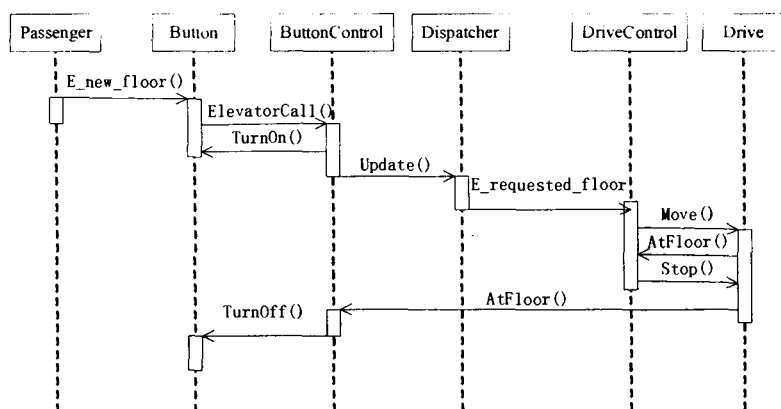 Passenger
Button
ButtonControl
Dispatcher
DriveControl
Drive
E_new_floor()
ElevatorCall()
TurnOn()
Update()
E_requested_floor
Move()
AtFloor()
Stop()
AtFloor()
TurnOff()